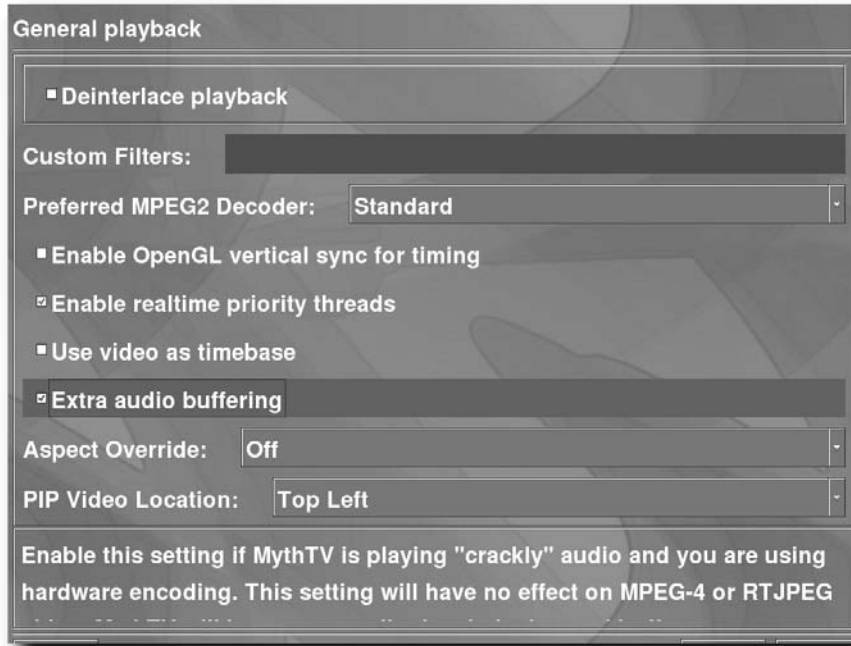 General playback
Deinterlace playback
Custom Filters:
Preferred MPEG2 Decoder: Standard
Enable OpenGL vertical sync for timing
Enable realtime priority threads
Use video as timebase
Extra audio buffering
Aspect Override: Off
PIP Video Location: Top Left
Enable this setting if MythTV is playing "crackly" audio and you are using
hardware encoding. This setting will have no effect on MPEG-4 or RTJPEG